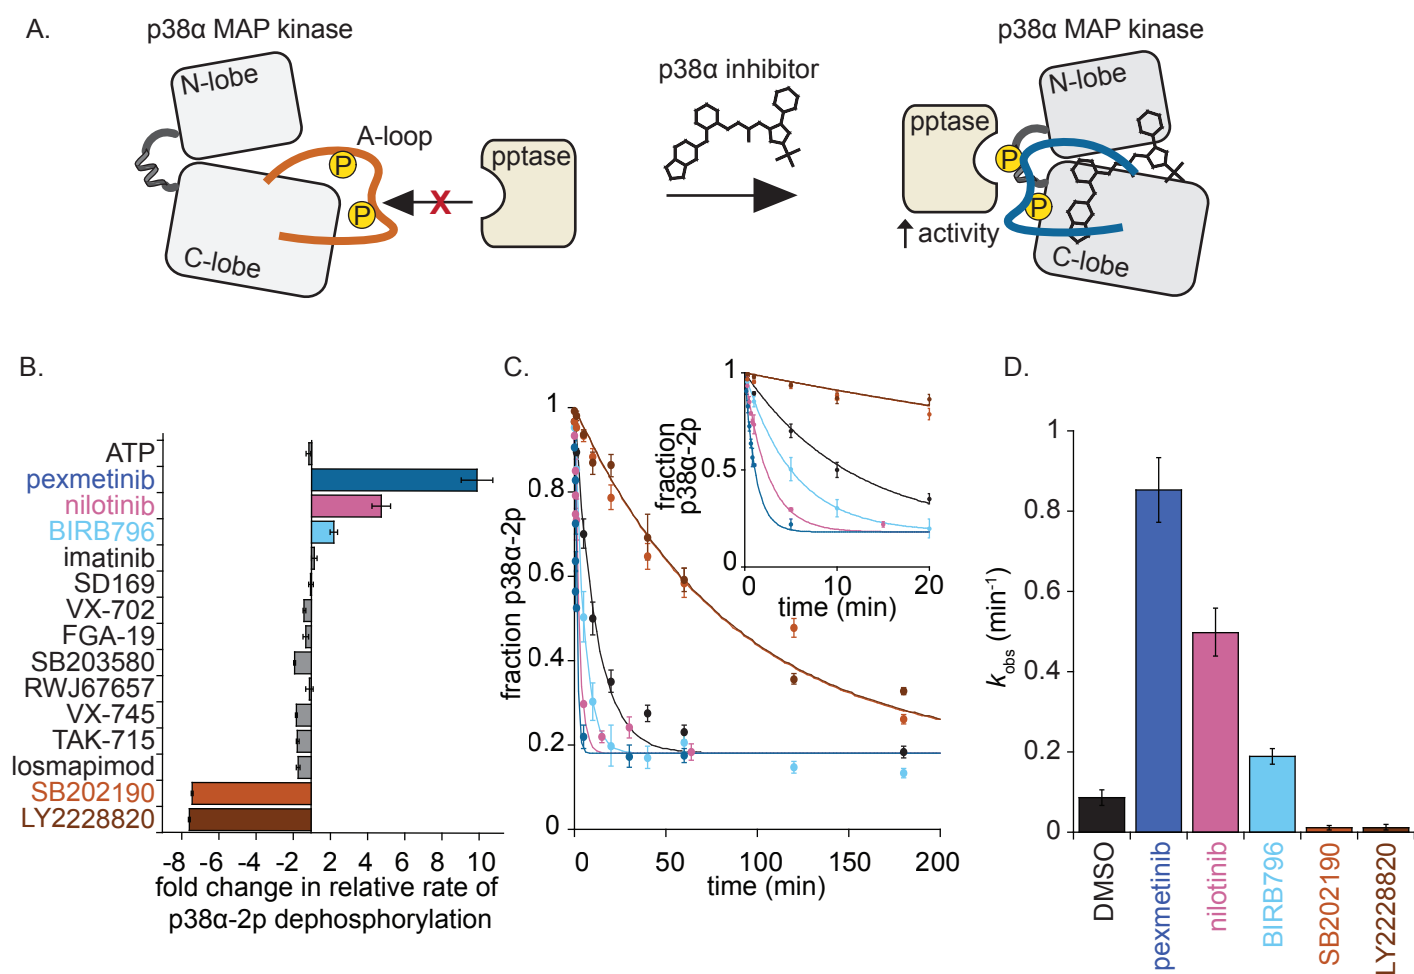 A.
p38α MAP kinase
N-lobe
A-loop
P
P
C-lobe
X
pptase
p38α inhibitor
p38α MAP kinase
N-lobe
pptase
P
P
↑ activity
C-lobe
B.
ATP
pexmetinib
nilotinib
BIRB796
imatinib
SD169
VX-702
FGA-19
SB203580
RWJ67657
VX-745
TAK-715
losmapimod
SB202190
LY2228820
-8 -6 -4 -2 2 4 6 8 10
fold change in relative rate of
p38α-2p dephosphorylation
C.
fraction p38α-2p
1
0.8
0.6
0.4
0.2
0
0 50 100 150 200
time (min)
fraction
p38α-2p
1
0.5
0
0 10 20
time (min)
D.
kobs (min⁻¹)
1
0.8
0.6
0.4
0.2
0
DMSO
pexmetinib
nilotinib
BIRB796
SB202190
LY2228820